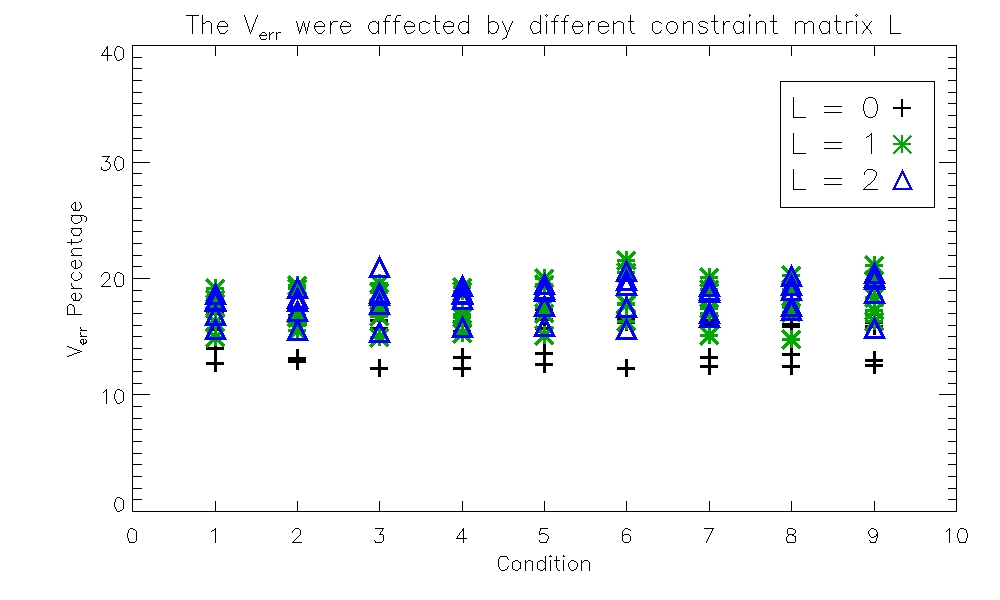 The V_err were affected by different constraint matrix L
40
30
20
10
0
V_err Percentage
L = 0
L = 1
L = 2
0 1 2 3 4 5 6 7 8 9 10
Condition